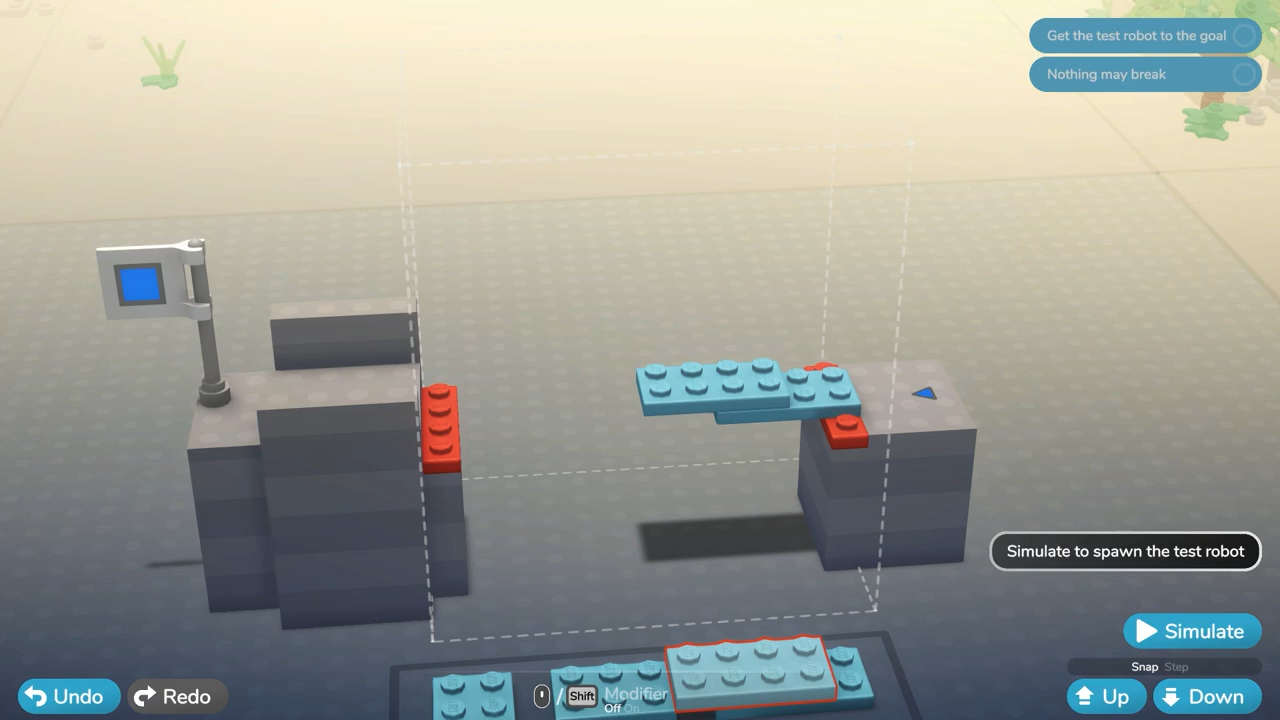 Get the test robot to the goal
Nothing may break
Simulate to spawn the test robot
Simulate
Snap Step
Undo
Redo
/ Shift Modifier
Off On
Up
Down